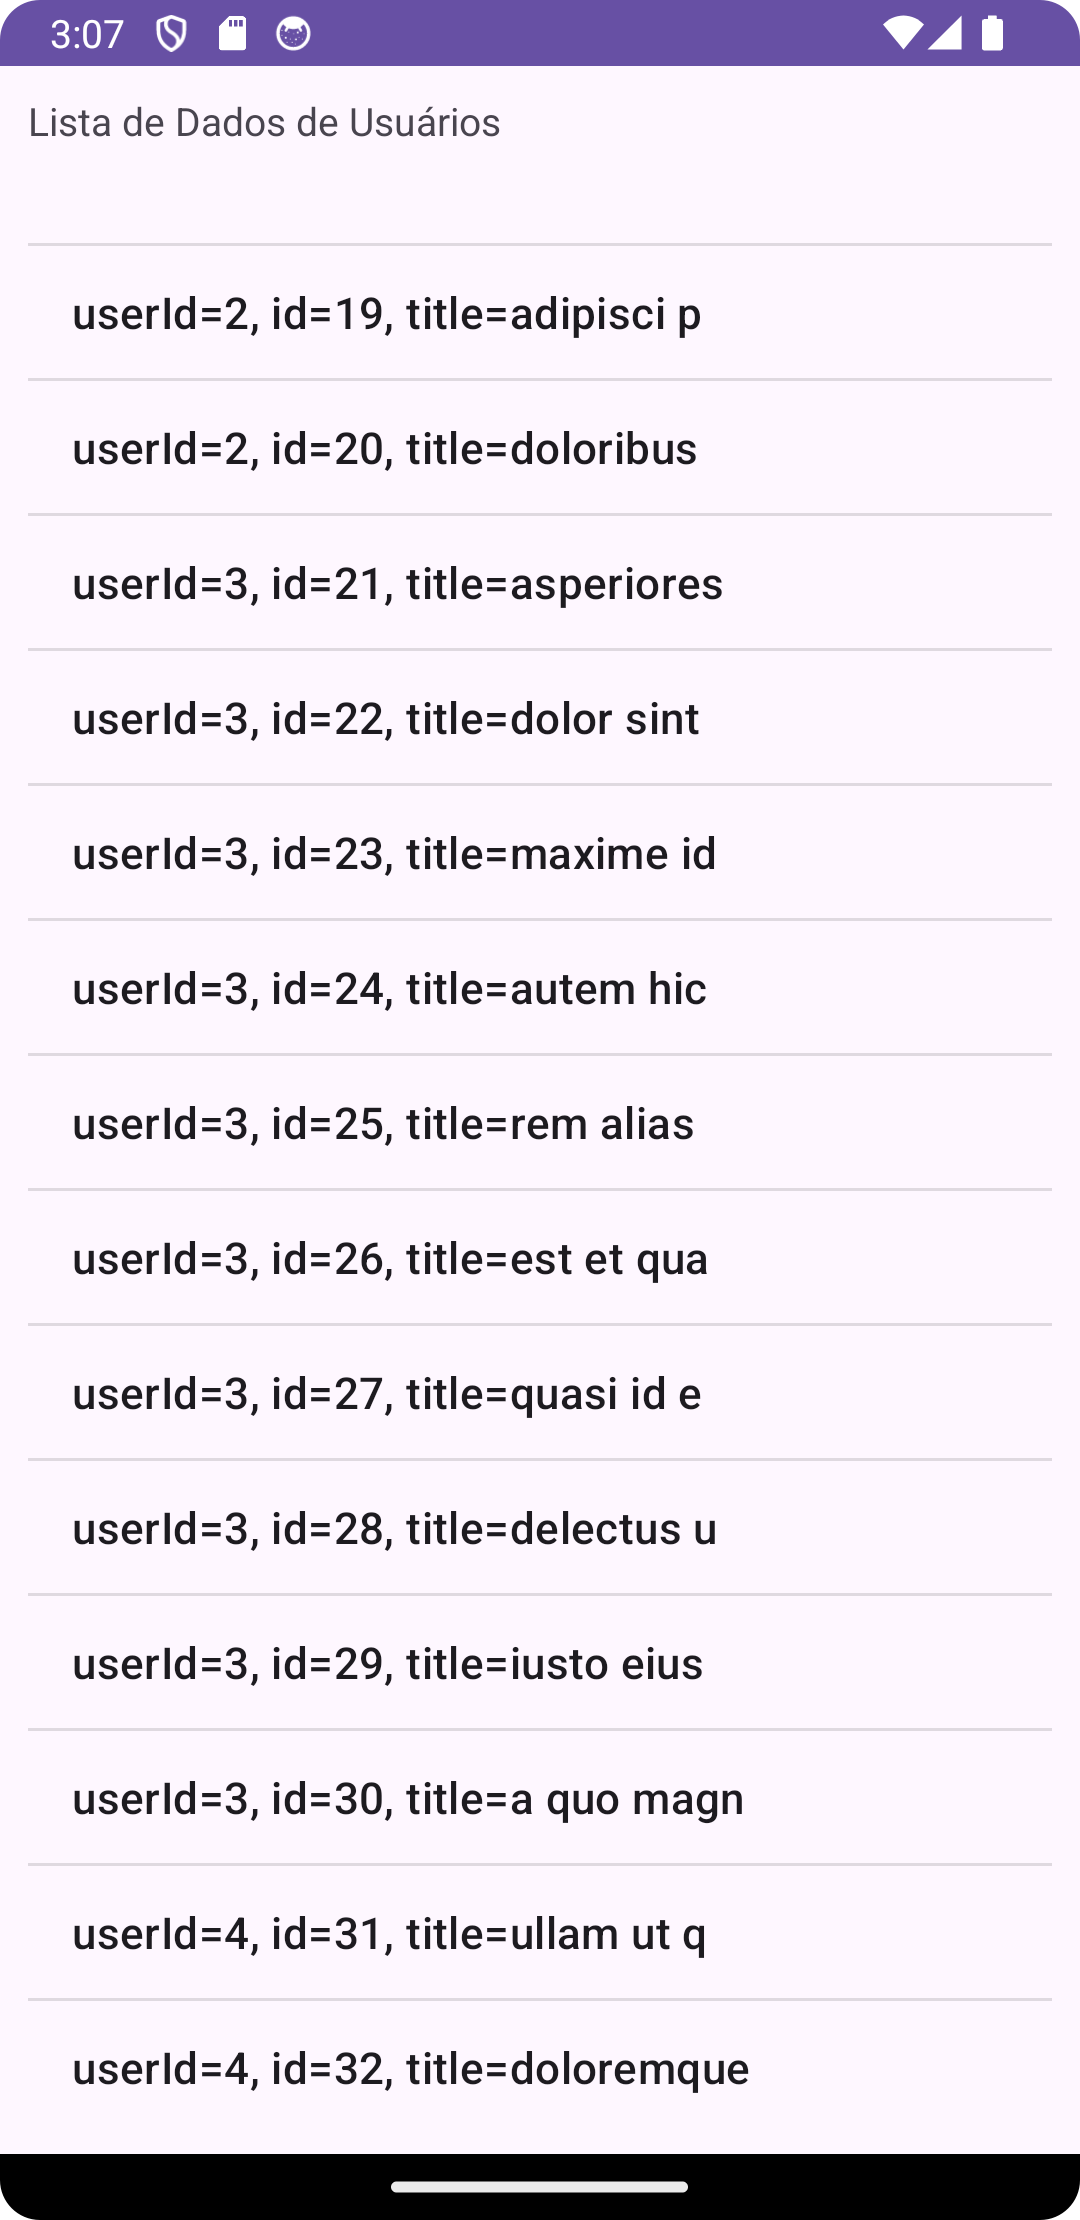 3:07
Lista de Dados de Usuários
userId=2, id=19, title=adipisci p
userId=2, id=20, title=doloribus
userId=3, id=21, title=asperiores
userId=3, id=22, title=dolor sint
userId=3, id=23, title=maxime id
userId=3, id=24, title=autem hic
userId=3, id=25, title=rem alias
userId=3, id=26, title=est et qua
userId=3, id=27, title=quasi id e
userId=3, id=28, title=delectus u
userId=3, id=29, title=iusto eius
userId=3, id=30, title=a quo magn
userId=4, id=31, title=ullam ut q
userId=4, id=32, title=doloremque